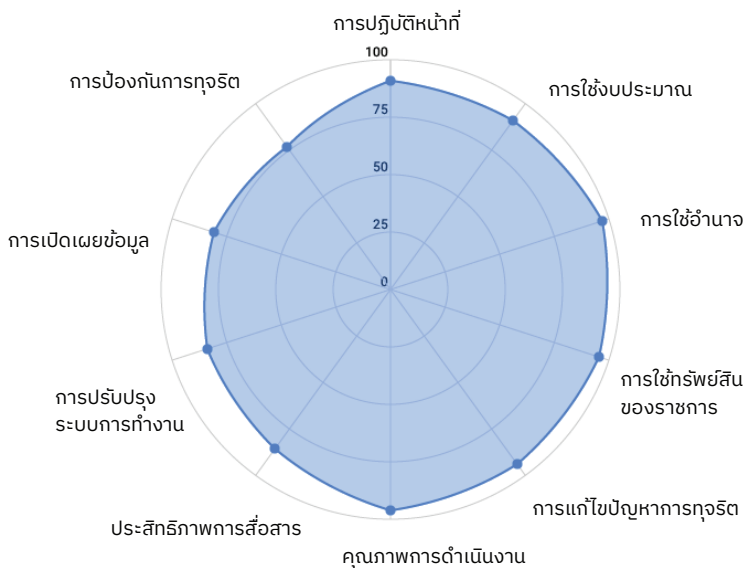 การปฏิบัติหน้าที่
100
การป้องกันการทุจริต
การใช้งบประมาณ
75
50
การใช้อำนาจ
25
การเปิดเผยข้อมูล
0
การใช้ทรัพย์สิน
ของราชการ
การปรับปรุง
ระบบการทำงาน
การแก้ไขปัญหาการทุจริต
ประสิทธิภาพการสื่อสาร
คุณภาพการดำเนินงาน